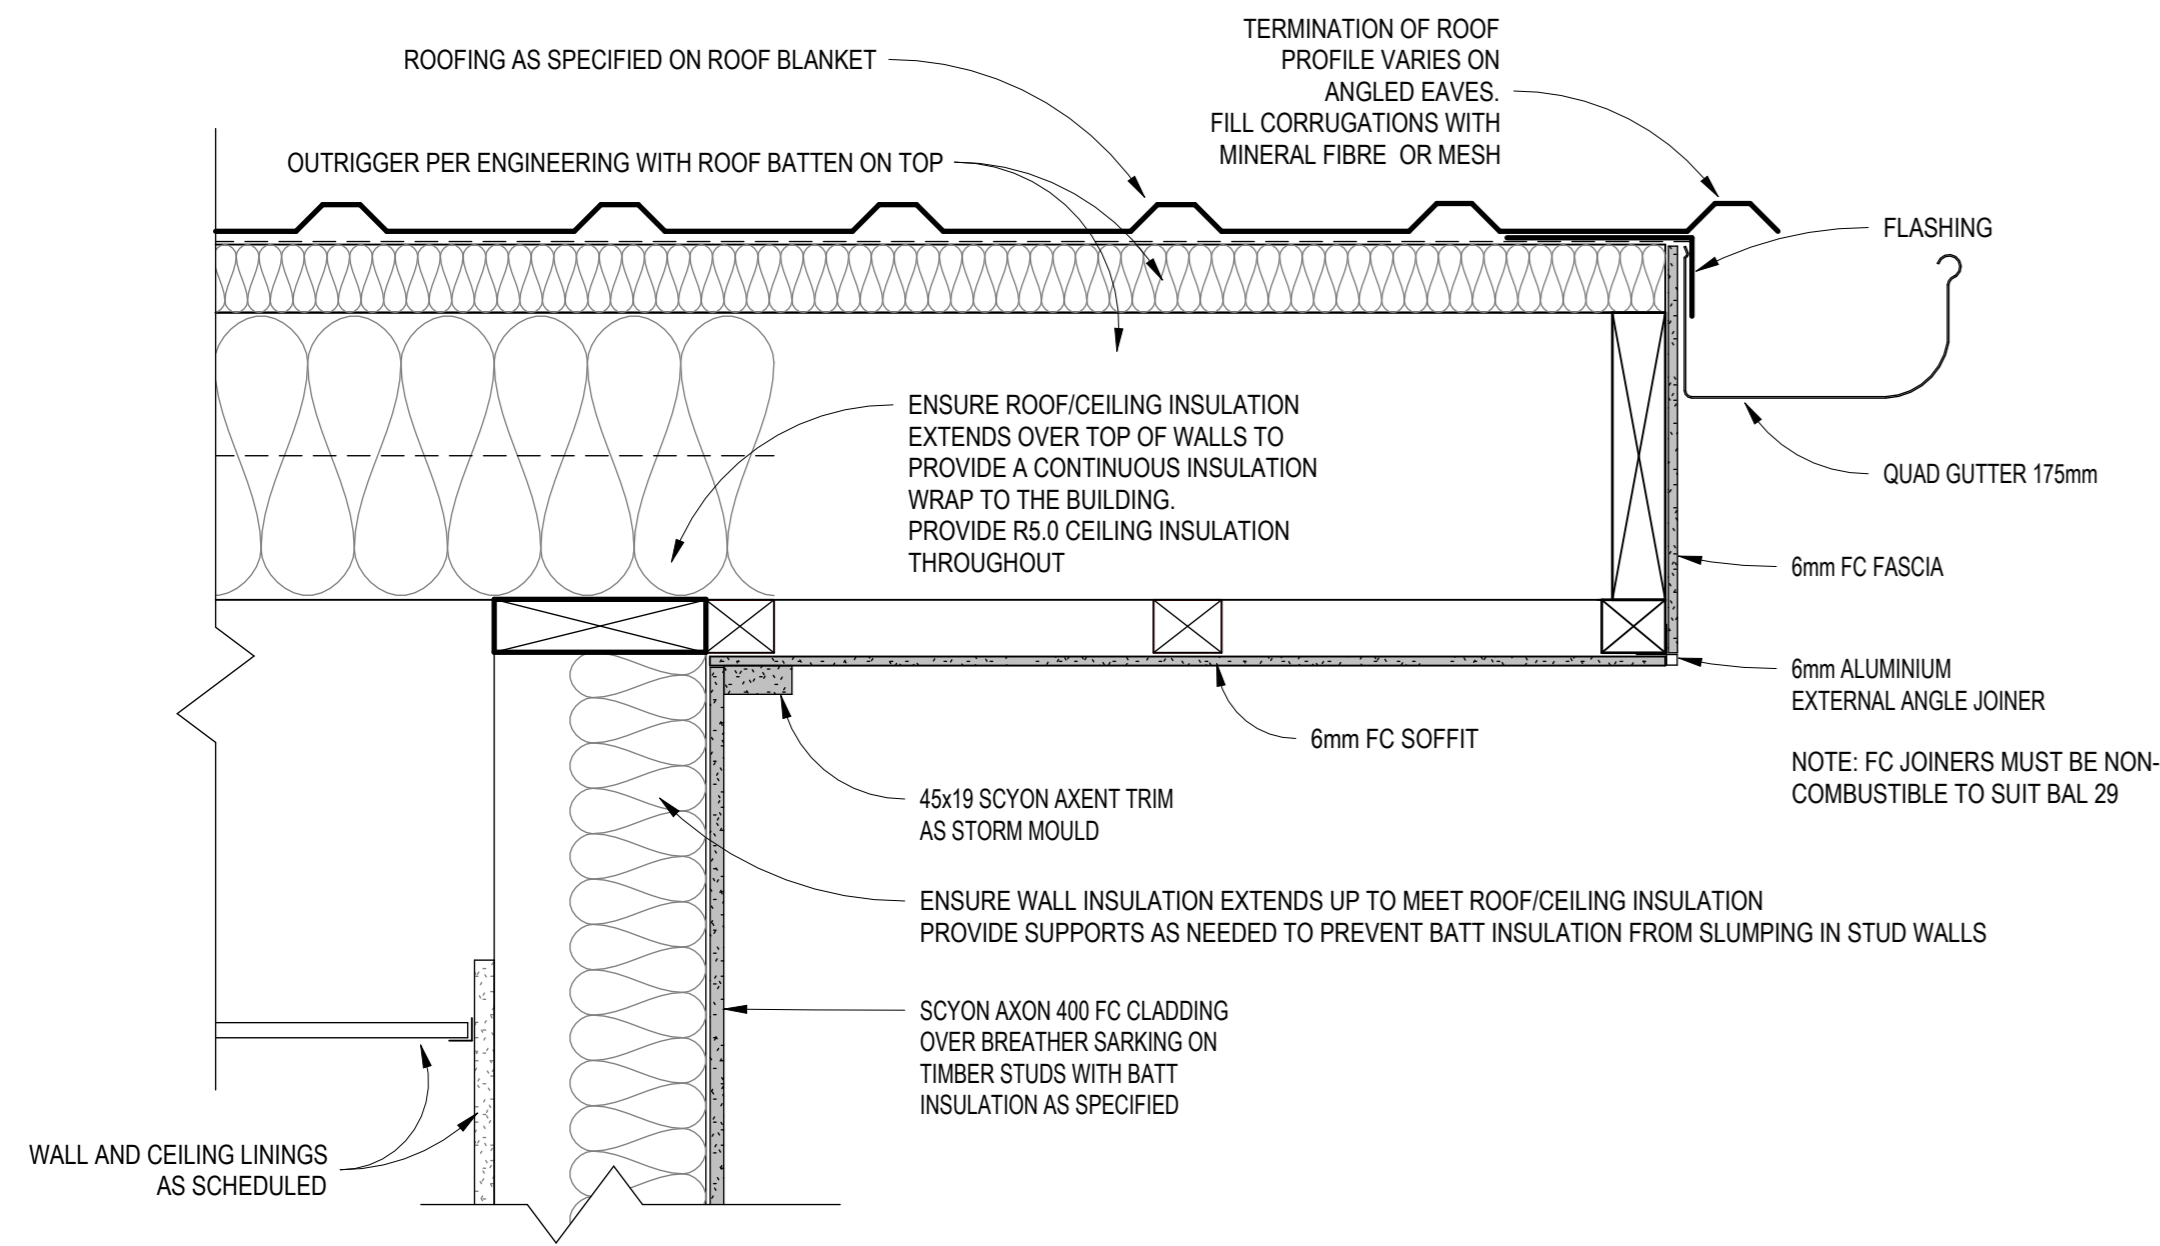 TERMINATION OF ROOF
PROFILE VARIES ON
ANGLED EAVES.
FILL CORRUGATIONS WITH
MINERAL FIBRE OR MESH
ROOFING AS SPECIFIED ON ROOF BLANKET
OUTRIGGER PER ENGINEERING WITH ROOF BATTEN ON TOP
FLASHING
ENSURE ROOF/CEILING INSULATION
EXTENDS OVER TOP OF WALLS TO
PROVIDE A CONTINUOUS INSULATION
WRAP TO THE BUILDING.
PROVIDE R5.0 CEILING INSULATION
THROUGHOUT
QUAD GUTTER 175mm
6mm FC FASCIA
6mm ALUMINIUM
EXTERNAL ANGLE JOINER
NOTE: FC JOINERS MUST BE NON-
COMBUSTIBLE TO SUIT BAL 29
6mm FC SOFFIT
45x19 SCYON AXENT TRIM
AS STORM MOULD
ENSURE WALL INSULATION EXTENDS UP TO MEET ROOF/CEILING INSULATION
PROVIDE SUPPORTS AS NEEDED TO PREVENT BATT INSULATION FROM SLUMPING IN STUD WALLS
SCYON AXON 400 FC CLADDING
OVER BREATHER SARKING ON
TIMBER STUDS WITH BATT
INSULATION AS SPECIFIED
WALL AND CEILING LININGS
AS SCHEDULED